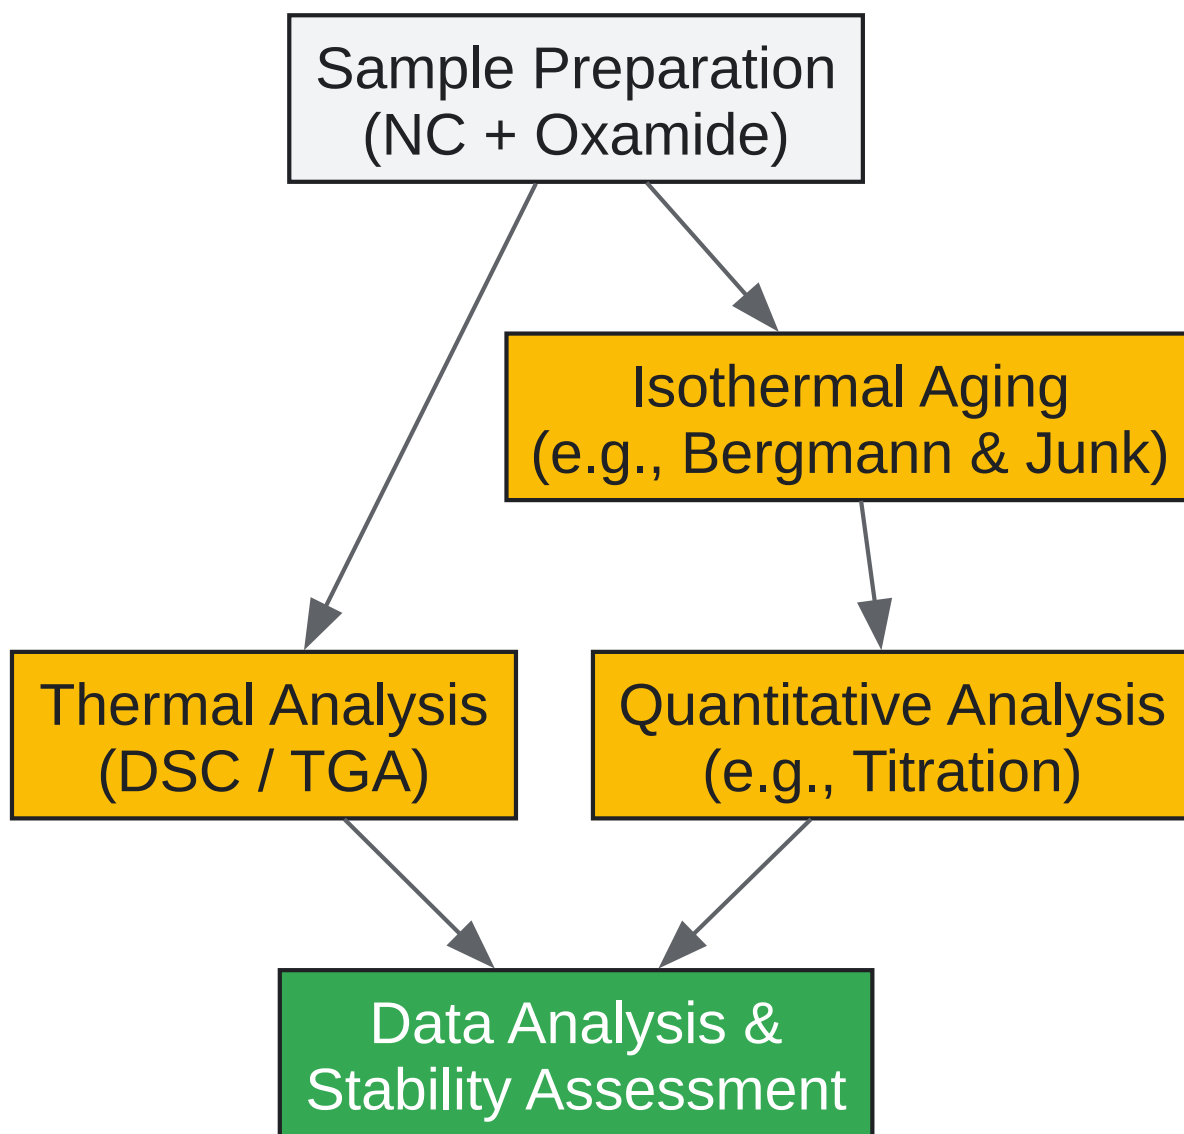 Sample Preparation
(NC + Oxamide)
Isothermal Aging
(e.g., Bergmann & Junk)
Thermal Analysis
(DSC / TGA)
Quantitative Analysis
(e.g., Titration)
Data Analysis &
Stability Assessment